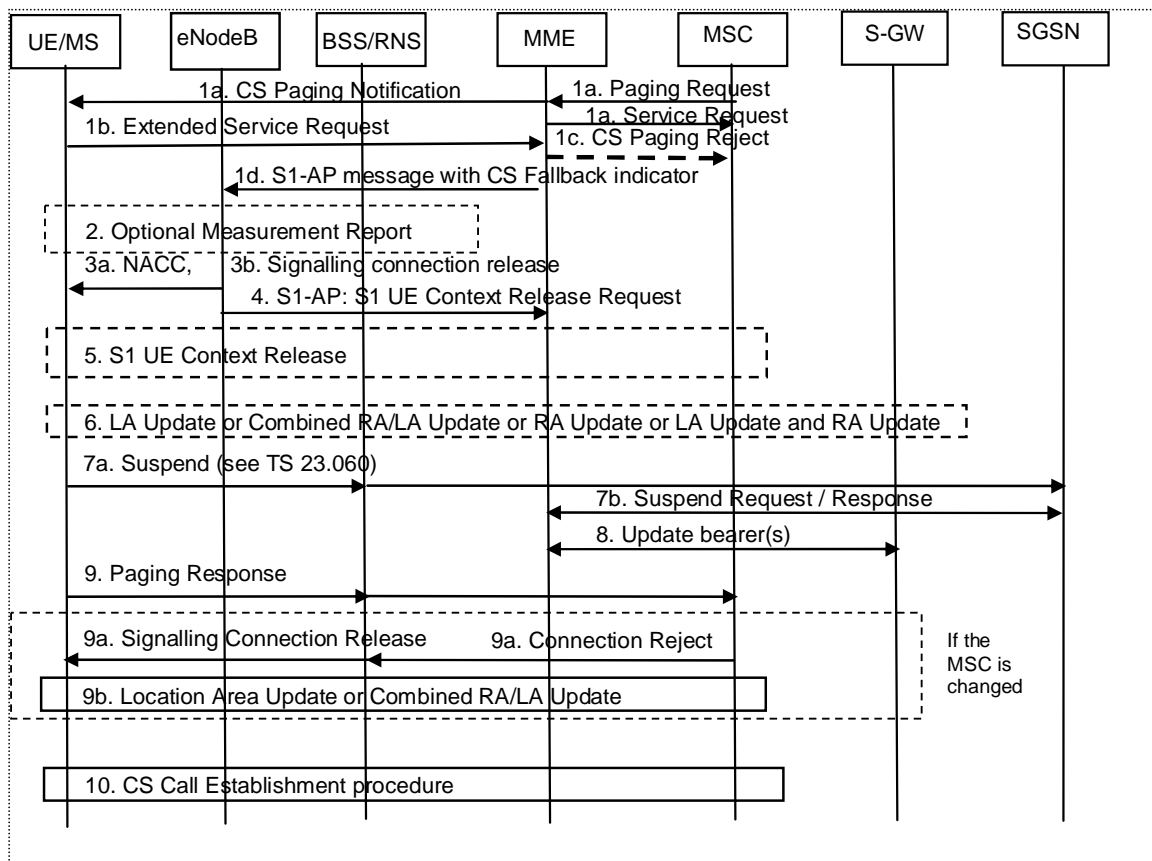 UE/MS
eNodeB
BSS/RNS
MME
MSC
S-GW
SGSN
1a. CS Paging Notification
1a. Paging Request
1a. Service Request
1b. Extended Service Request
1c. CS Paging Reject
1d. S1-AP message with CS Fallback indicator
2. Optional Measurement Report
3a. NACC,
3b. Signalling connection release
4. S1-AP: S1 UE Context Release Request
5. S1 UE Context Release
6. LA Update or Combined RA/LA Update or RA Update or LA Update and RA Update
7a. Suspend (see TS 23.060)
7b. Suspend Request / Response
8. Update bearer(s)
9. Paging Response
9a. Signalling Connection Release
9a. Connection Reject
If the
MSC is
changed
9b. Location Area Update or Combined RA/LA Update
10. CS Call Establishment procedure